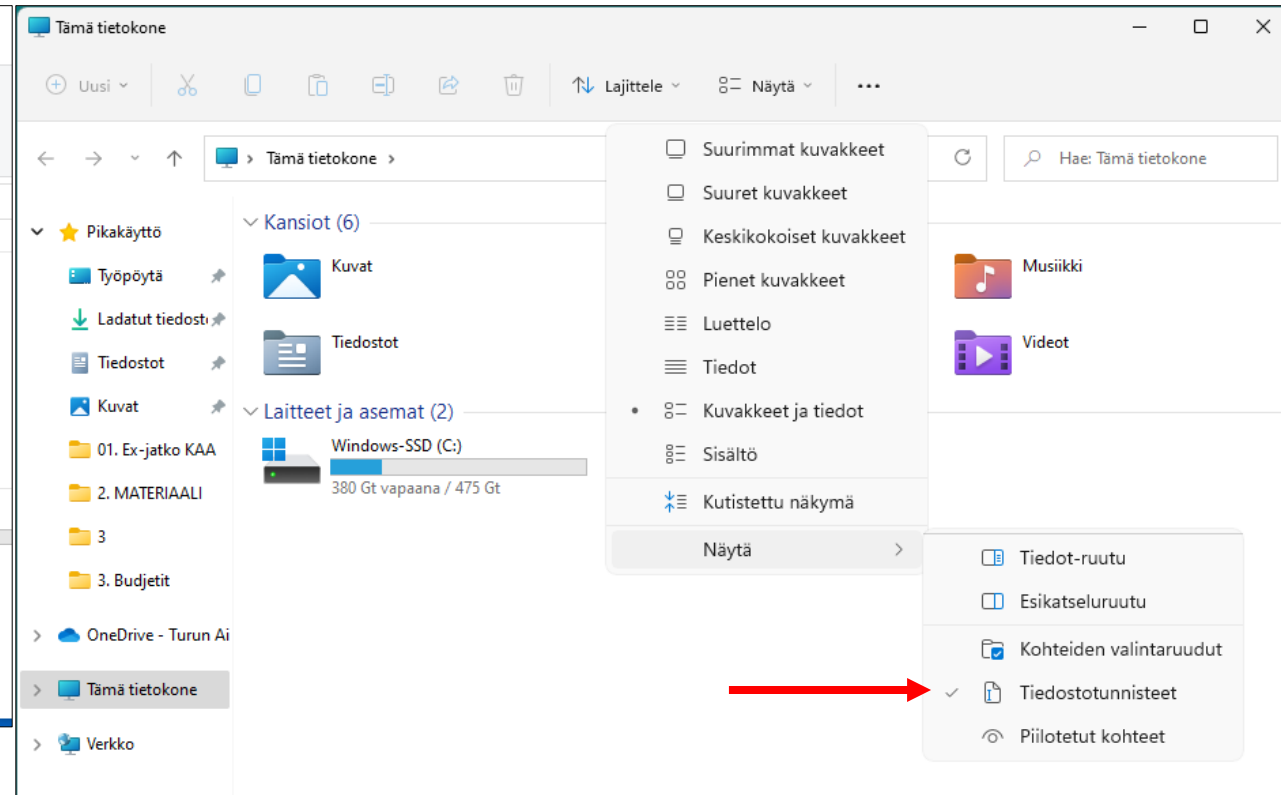 Tämä tietokone
Uusi
Lajittele
Näytä
Tämä tietokone
Hae: Tämä tietokone
Suurimmat kuvakkeet
Suuret kuvakkeet
Keskikokoiset kuvakkeet
Pienet kuvakkeet
Luettelo
Tiedot
Kuvakkeet ja tiedot
Sisältö
Kutistettu näkymä
Näytä
Tiedot-ruutu
Esikatseluruutu
Kohteiden valintaruudut
Tiedostotunnisteet
Piilotetut kohteet
Pikakäyttö
Työpöytä
Ladatut tiedosto
Tiedostot
Kuvat
01. Ex-jatko KAA
2. MATERIAALI
3
3. Budjetit
OneDrive - Turun Ai
Tämä tietokone
Verkko
Kansiot (6)
Kuvat
Musiikki
Tiedostot
Videot
Laitteet ja asemat (2)
Windows-SSD (C:)
380 Gt vapaana / 475 Gt